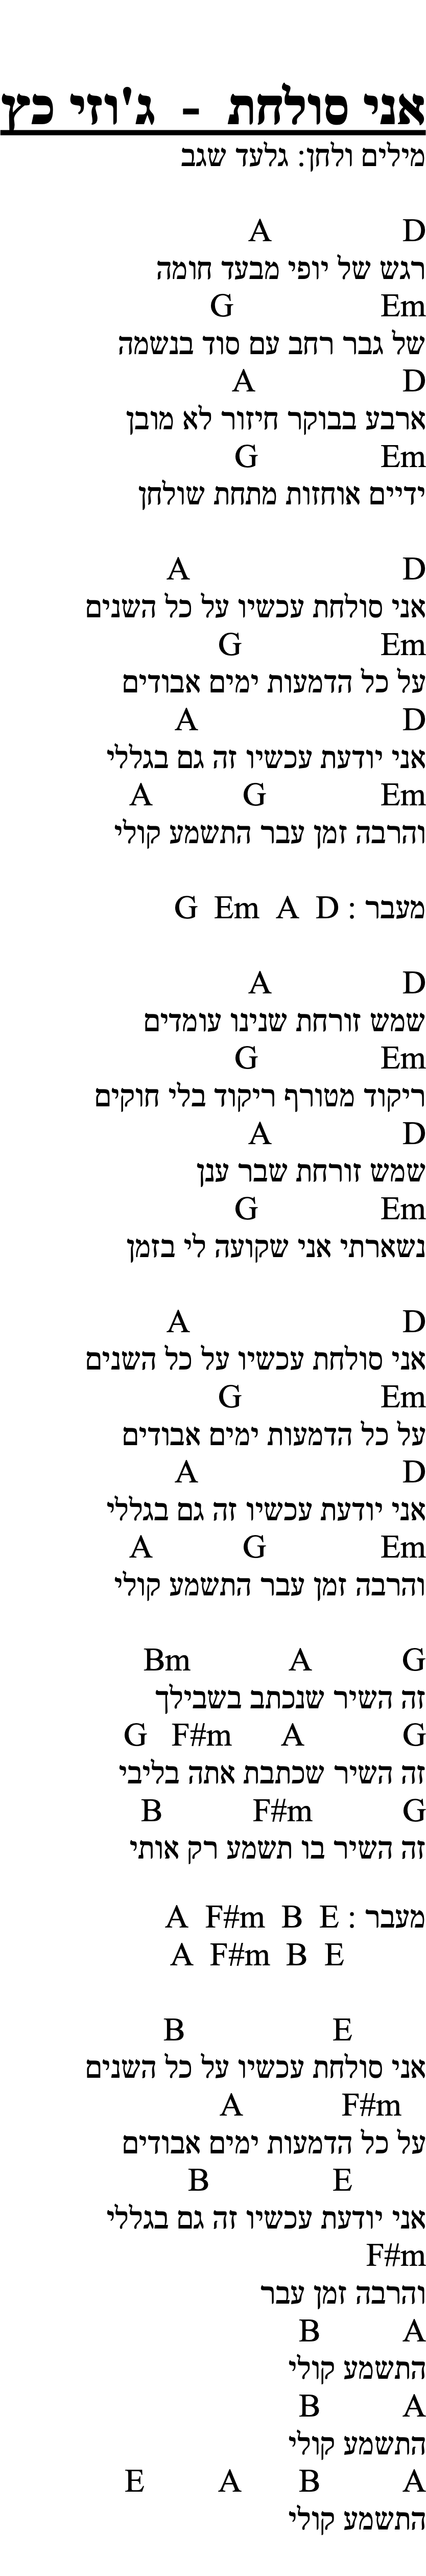 אני סולחת - ג'וזי כץ
מילים ולחן: גלעד שגב
A D
רגש של יופי מבעד חומה
G Em
של גבר רחב עם סוד בנשמה
A D
ארבע בבוקר חיזור לא מובן
G Em
ידיים אוחזות מתחת שולחן
A D
אני סולחת עכשיו על כל השנים
G Em
על כל הדמעות ימים אבודים
A D
אני יודעת עכשיו זה גם בגללי
A G Em
והרבה זמן עבר התשמע קולי
מעבר : G Em A D
A D
שמש זורחת שנינו עומדים
G Em
ריקוד מטורף ריקוד בלי חוקים
A D
שמש זורחת שבר ענן
G Em
נשארתי אני שקועה לי בזמן
A D
אני סולחת עכשיו על כל השנים
G Em
על כל הדמעות ימים אבודים
A D
אני יודעת עכשיו זה גם בגללי
A G Em
והרבה זמן עבר התשמע קולי
Bm A G
זה השיר שנכתב בשבילך
G F#m A G
זה השיר שכתבת אתה בליבי
B F#m G
זה השיר בו תשמע רק אותי
מעבר : A F#m B E
A F#m B E
B E
אני סולחת עכשיו על כל השנים
A F#m
על כל הדמעות ימים אבודים
B E
אני יודעת עכשיו זה גם בגללי
F#m
והרבה זמן עבר
B A
התשמע קולי
B A
התשמע קולי
E A B A
התשמע קולי